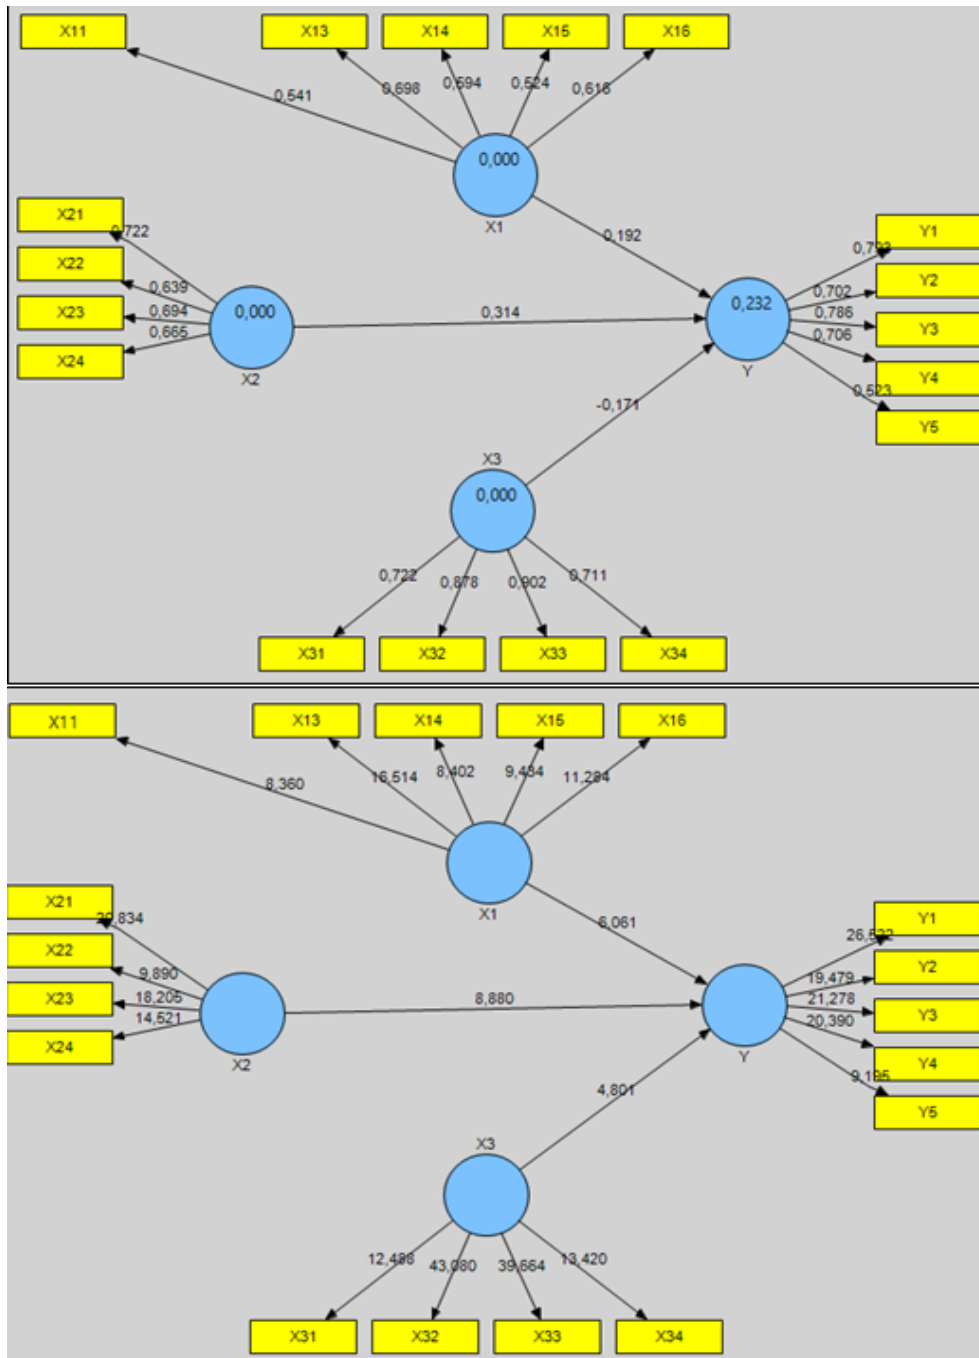 X11 X13 X14 X15 X16
0,541 0,698 0,594 0,524 0,616
0,000
X1
X21
0,722
X22
0,639
X23
0,694
X24
0,665
0,000
X2
0,192
0,314
-0,171
0,232
Y
Y1
Y2
0,702
Y3
0,786
Y4
0,706
Y5
0,523
X3
0,000
0,722 0,878 0,902 0,711
X31 X32 X33 X34
X11 X13 X14 X15 X16
8,360 16,514 8,402 9,434 11,284
X1
X21
20,834
X22
9,890
X23
18,205
X24
14,521
X2
6,061
8,880
4,801
Y
Y1
Y2
19,479
Y3
21,278
Y4
20,390
Y5
9,195
X3
12,488 43,080 39,664 13,420
X31 X32 X33 X34